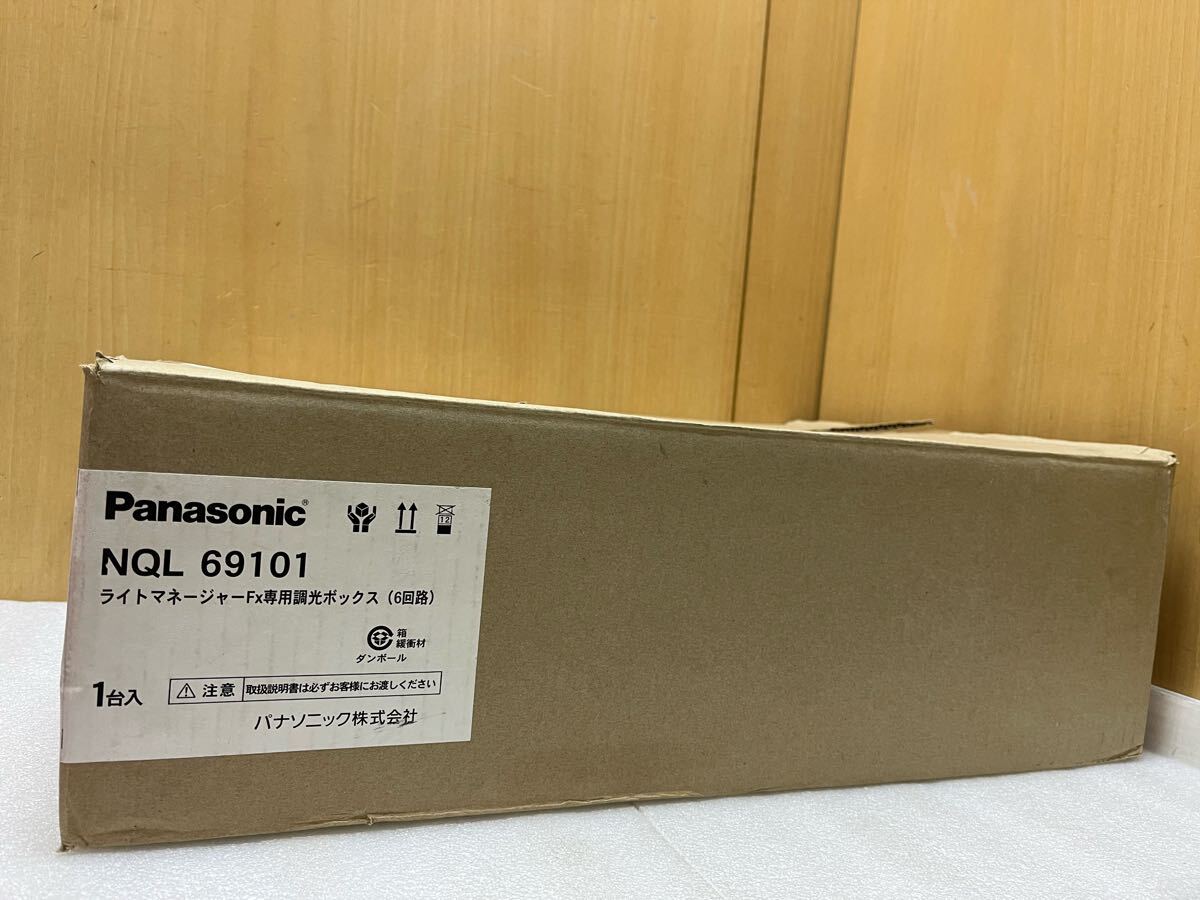 Panasonic®
12
NQL 69101
ライトマネージャーFx専用調光ボックス（6回路）
箱
緩衝材
ダンボール
1台入
注意 取扱説明書は必ずお客様にお渡しください
パナソニック株式会社